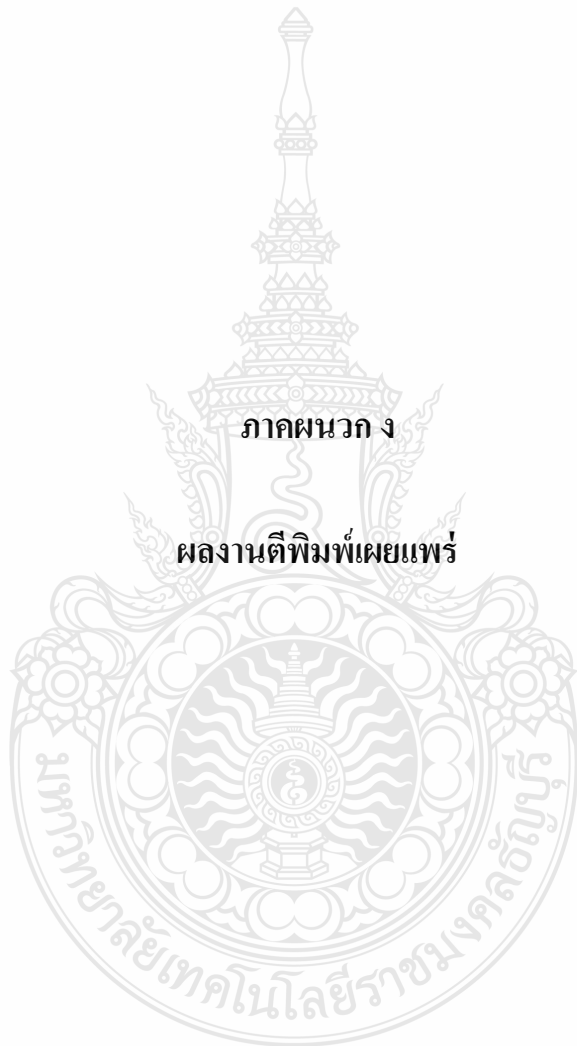 ภาคผนวก ง
ผลงานตีพิมพ์เผยแพร่
มหาวิทยาลัยเทคโนโลยีราชมงคลธัญบุรี